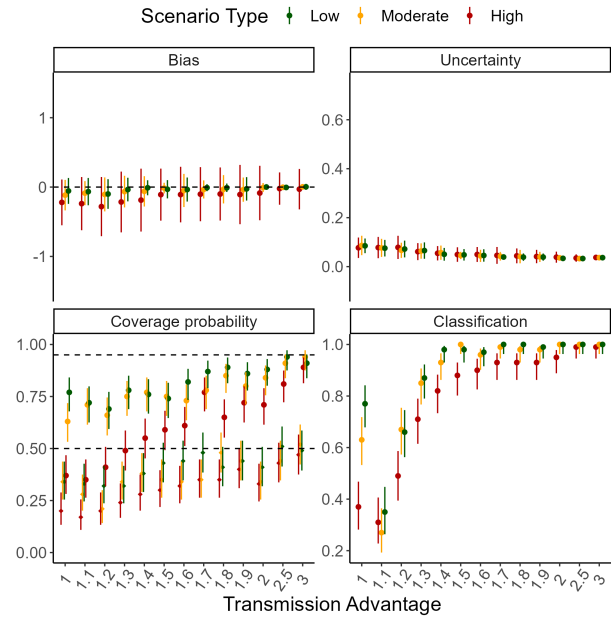 Scenario Type Low Moderate High
Bias
Uncertainty
1
0
-1
0.6
0.4
0.2
0.0
Coverage probability
Classification
1.00
0.75
0.50
0.25
0.00
1.0
0.8
0.6
0.4
0.2
1 1.1 1.2 1.3 1.4 1.5 1.6 1.7 1.8 1.9 2 2.5 3
1 1.1 1.2 1.3 1.4 1.5 1.6 1.7 1.8 1.9 2 2.5 3
Transmission Advantage